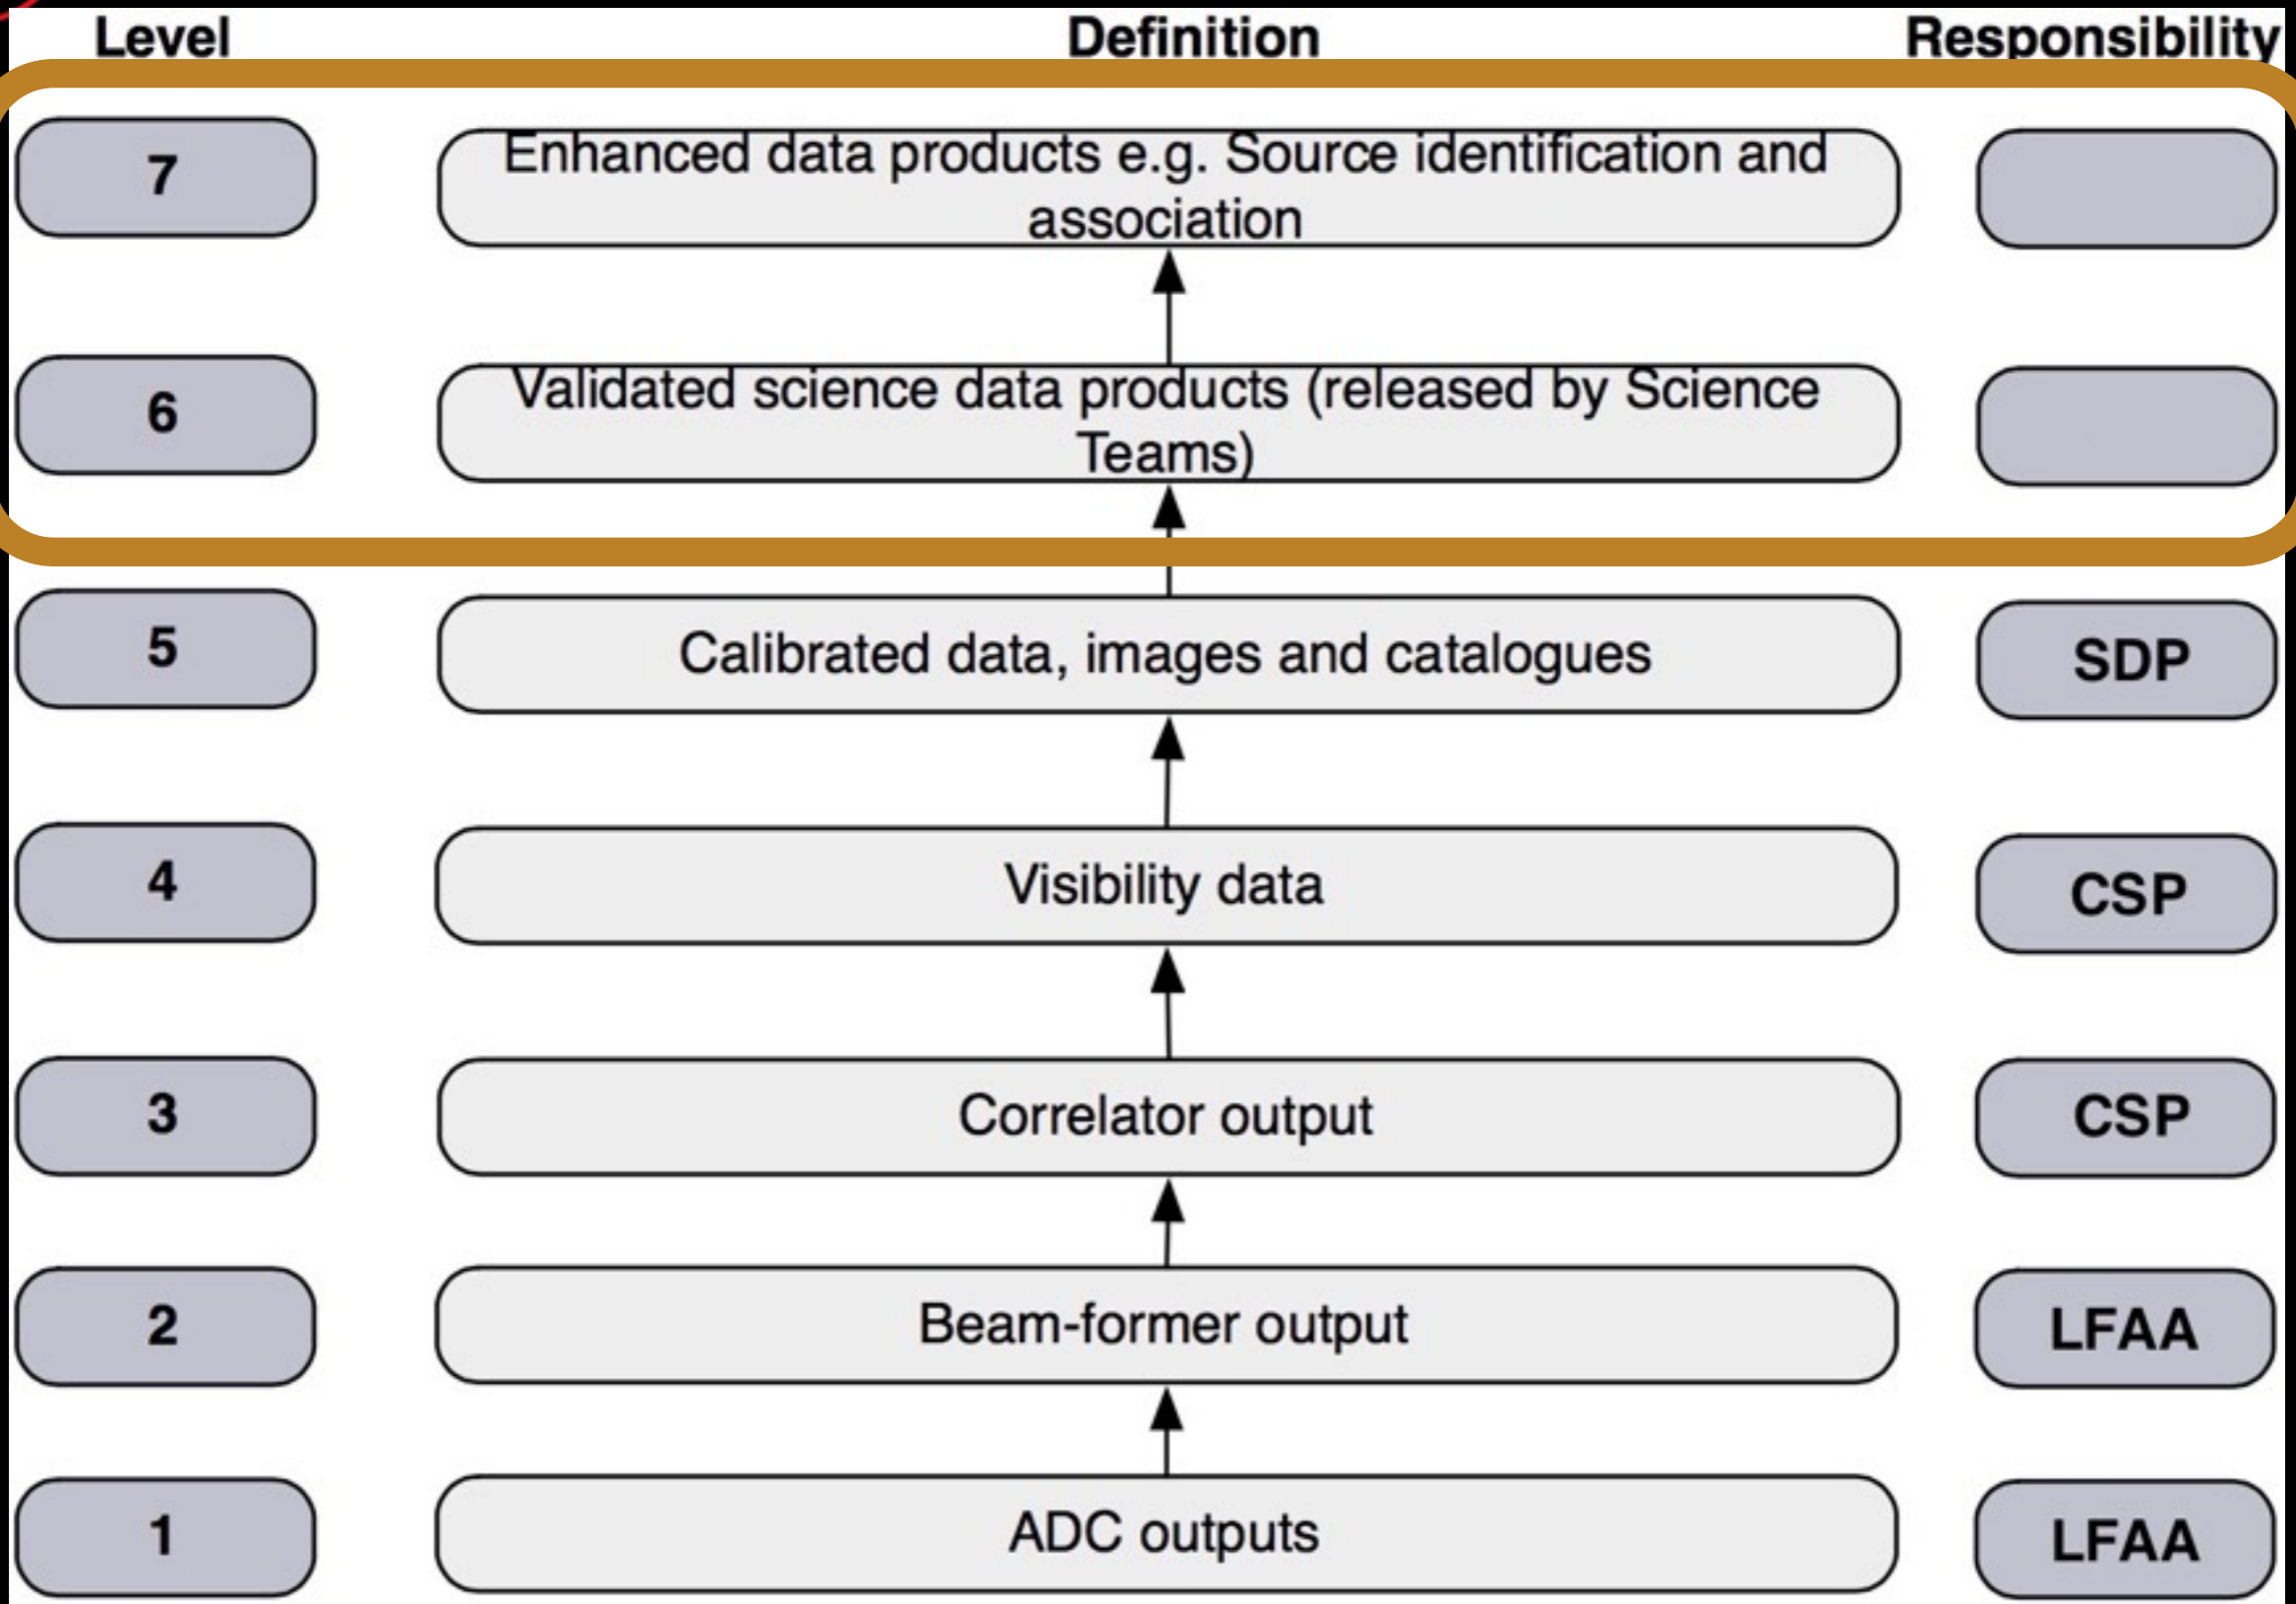 Level Definition Responsibility
7 Enhanced data products e.g. Source identification and
association
6 Validated science data products (released by Science
Teams)
5 Calibrated data, images and catalogues SDP
4 Visibility data CSP
3 Correlator output CSP
2 Beam-former output LFAA
1 ADC outputs LFAA